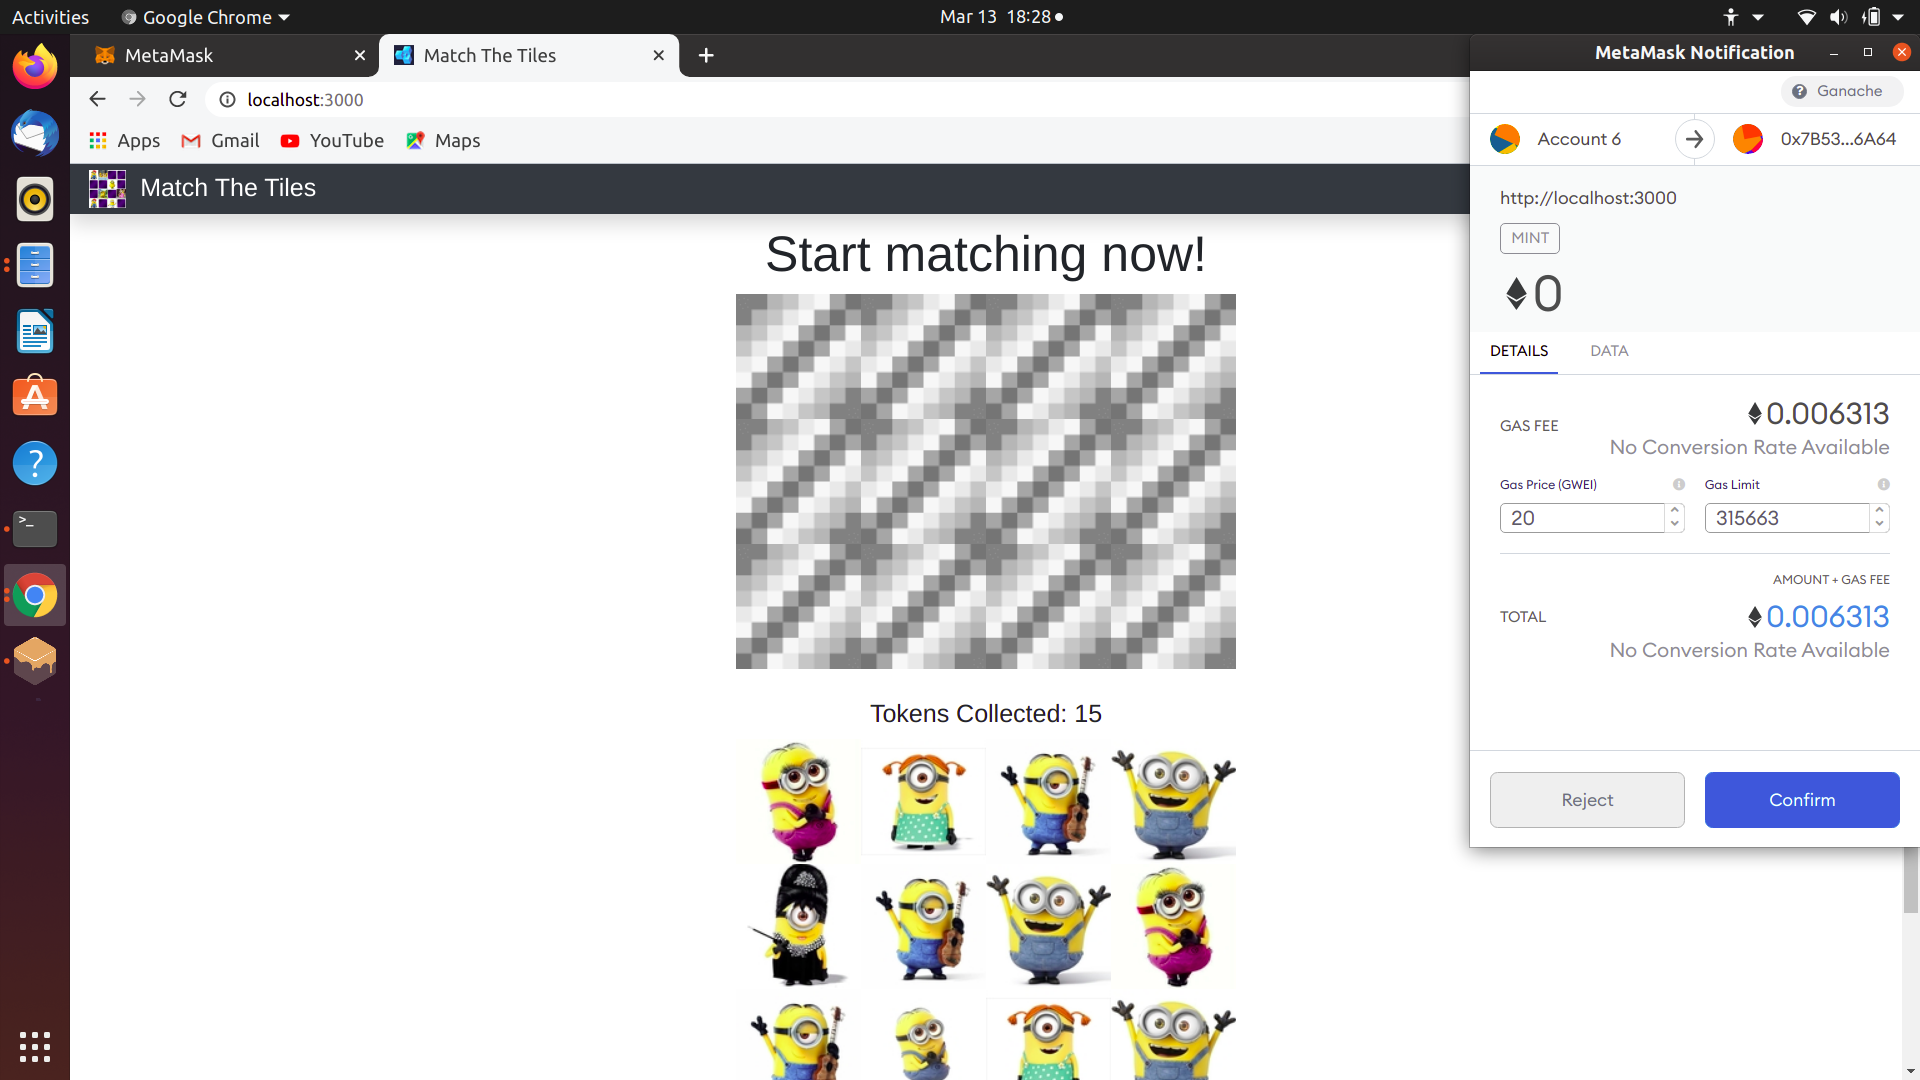 Activities
Google Chrome
Mar 13 18:28
MetaMask
Match The Tiles
localhost:3000
Apps
Gmail
YouTube
Maps
Match The Tiles
Start matching now!
Tokens Collected: 15
MetaMask Notification
Ganache
Account 6
0x7B53...6A64
http://localhost:3000
MINT
0
DETAILS
DATA
GAS FEE
0.006313
No Conversion Rate Available
Gas Price (GWEI)
Gas Limit
20
315663
AMOUNT + GAS FEE
TOTAL
0.006313
No Conversion Rate Available
Reject
Confirm